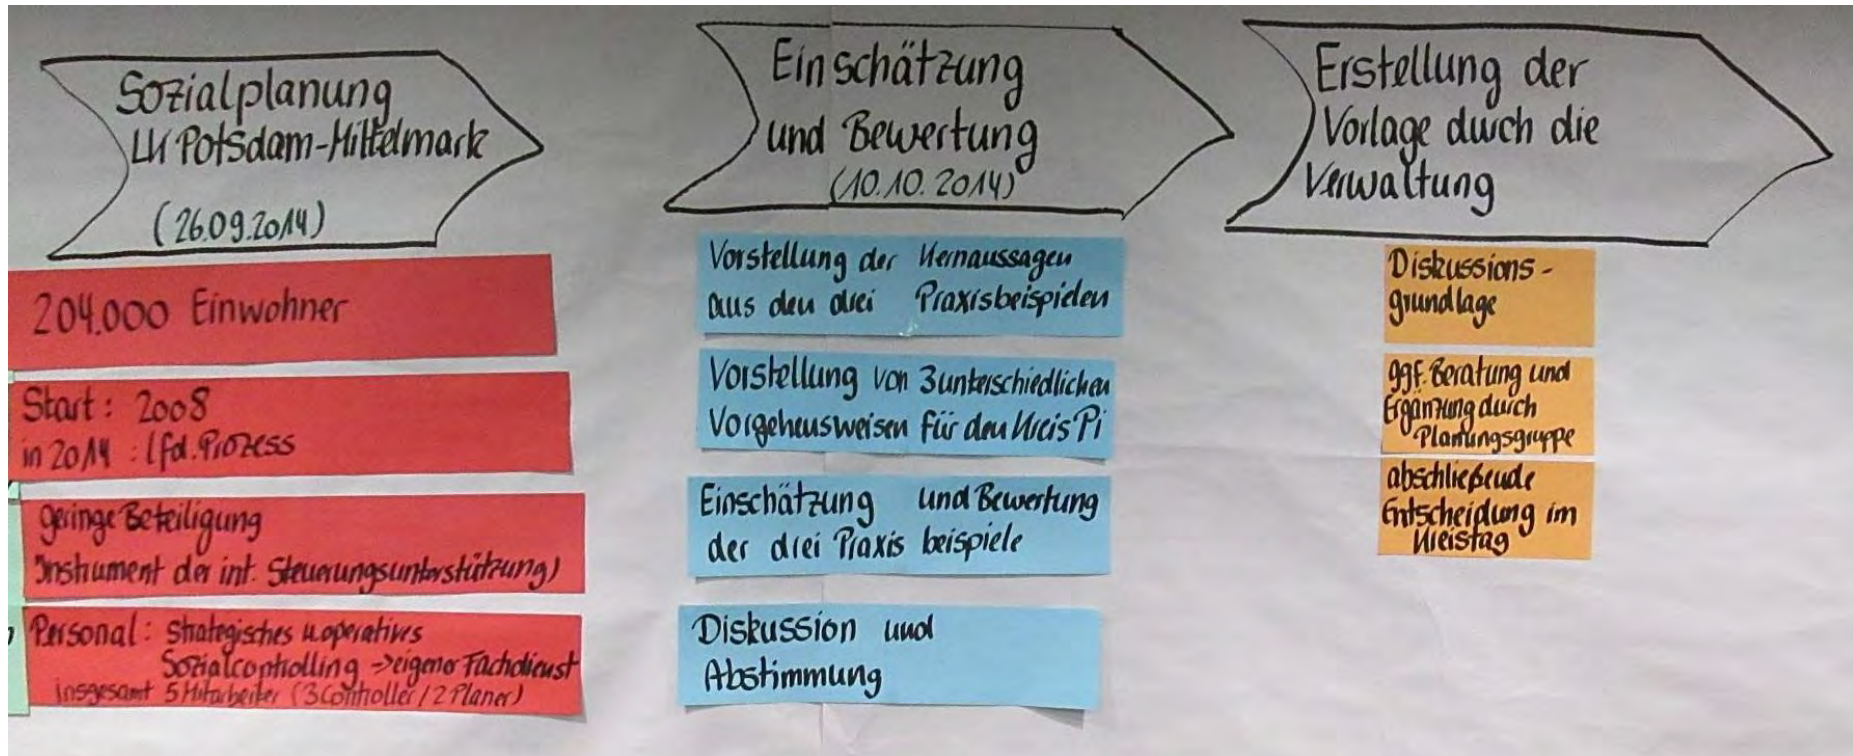 Sozialplanung
LK Potsdam-Mittelmark
(26.09.2014)
204.000 Einwohner
Start: 2008
in 2014: lfd. Prozess
geringe Beteiligung
Instrument der int. Steuerungsunterstützung)
Personal: strategisches u. operatives
Sozialcontrolling -> eigener Fachdienst
insgesamt 5 Mitarbeiter (3 Controller / 2 Planer)
Einschätzung
und Bewertung
(10.10.2014)
Vorstellung der Kernaussagen
aus den drei Praxisbeispielen
Vorstellung von 3 unterschiedlichen
Vorgehensweisen für den Kreis Pi
Einschätzung und Bewertung
der drei Praxis beispiele
Diskussion und
Abstimmung
Erstellung der
Vorlage durch die
Verwaltung
Diskussions-
grundlage
ggf. Beratung und
Ergänzung durch
Planungsgruppe
abschließende
Entscheidung im
Kreistag